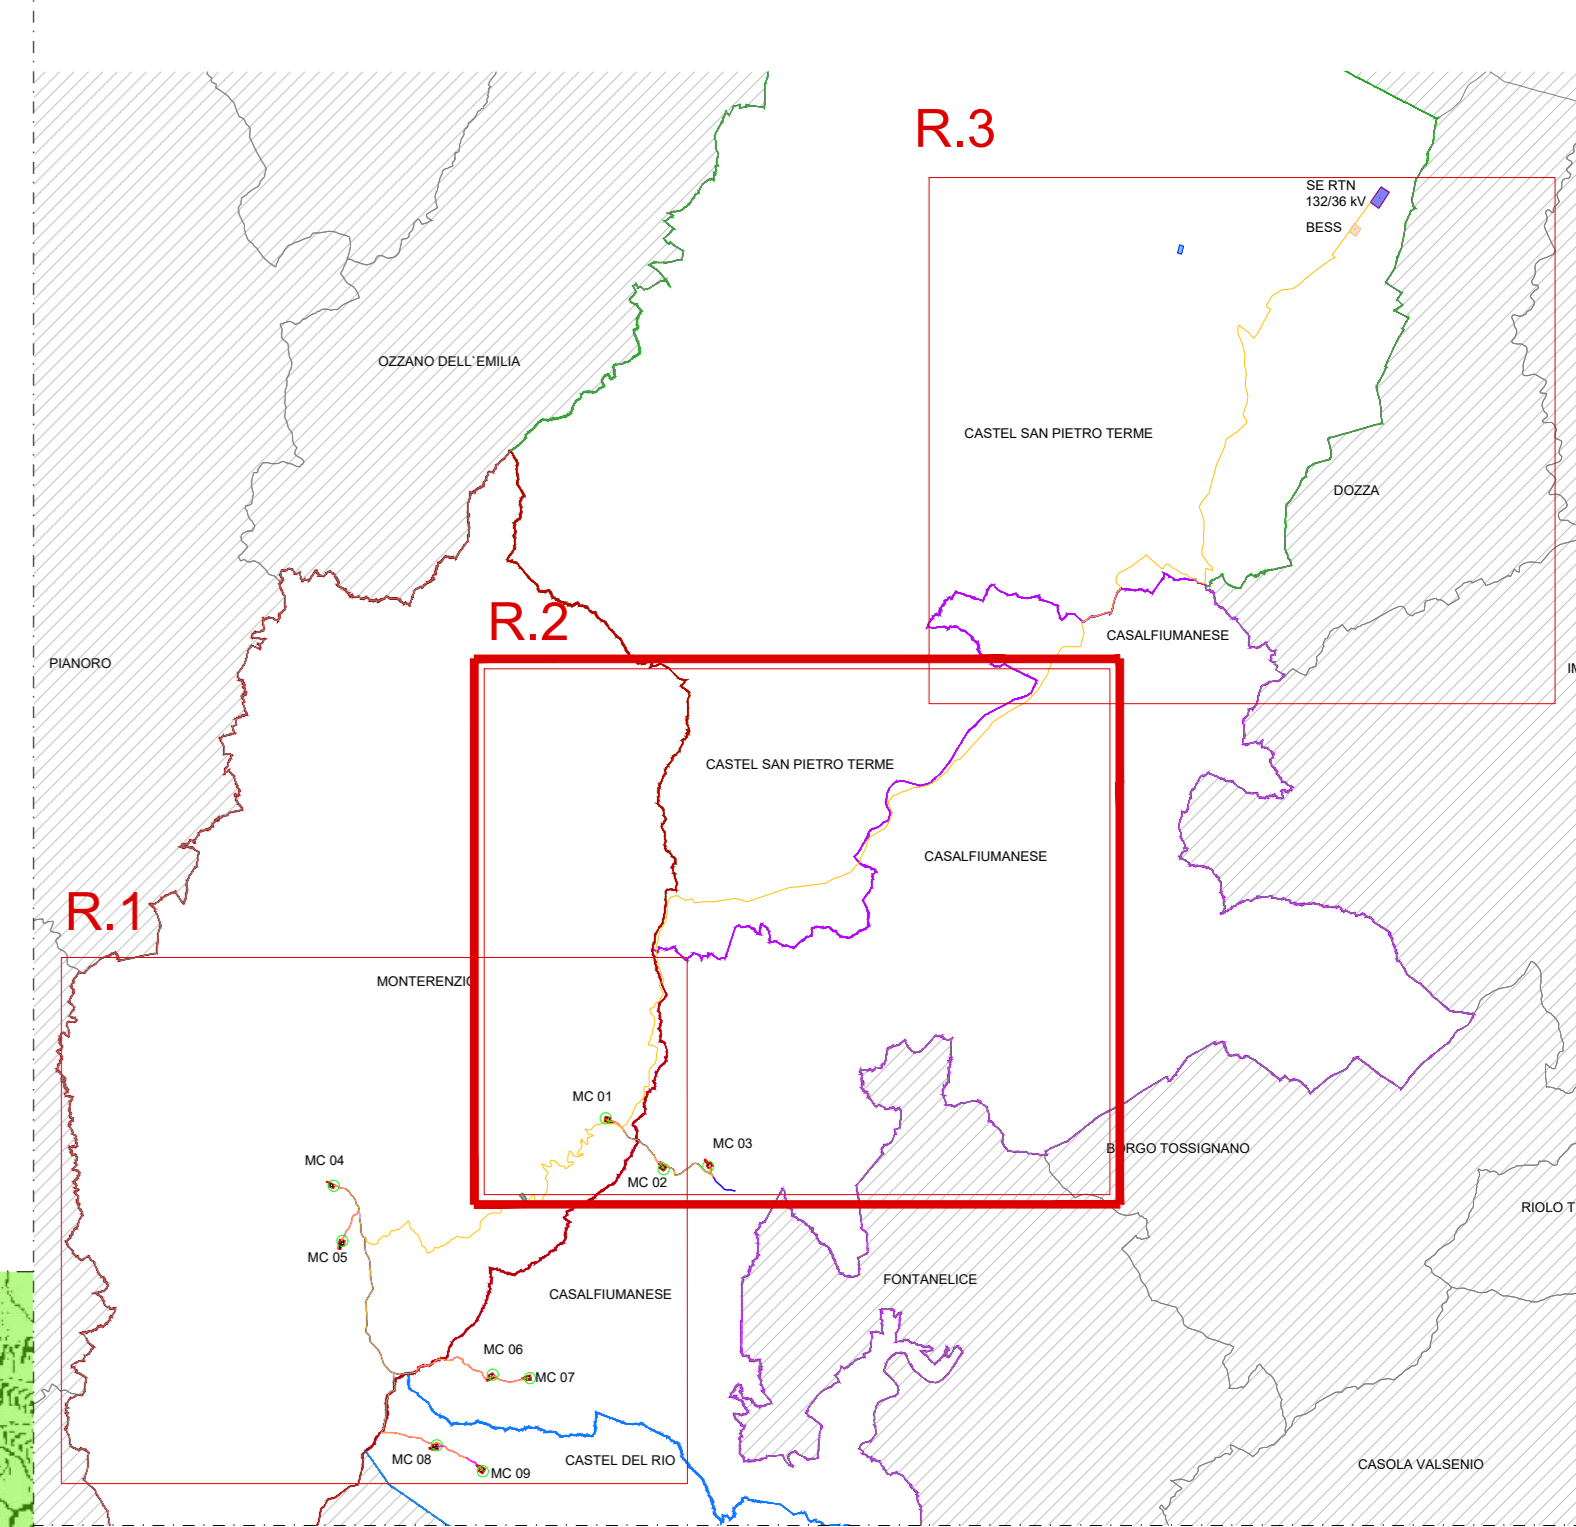 R.3
SE RTN
132/36 kV
BESS
OZZANO DELL`EMILIA
CASTEL SAN PIETRO TERME
DOZZA
R.2
CASALFIUMANESE
PIANORO
CASTEL SAN PIETRO TERME
CASALFIUMANESE
R.1
MONTERENZIO
MC 01
MC 03
MC 04
MC 02
BORGO TOSSIGNANO
RIOLO T
MC 05
FONTANELICE
CASALFIUMANESE
MC 06
MC 07
MC 08
CASTEL DEL RIO
MC 09
CASOLA VALSENIO